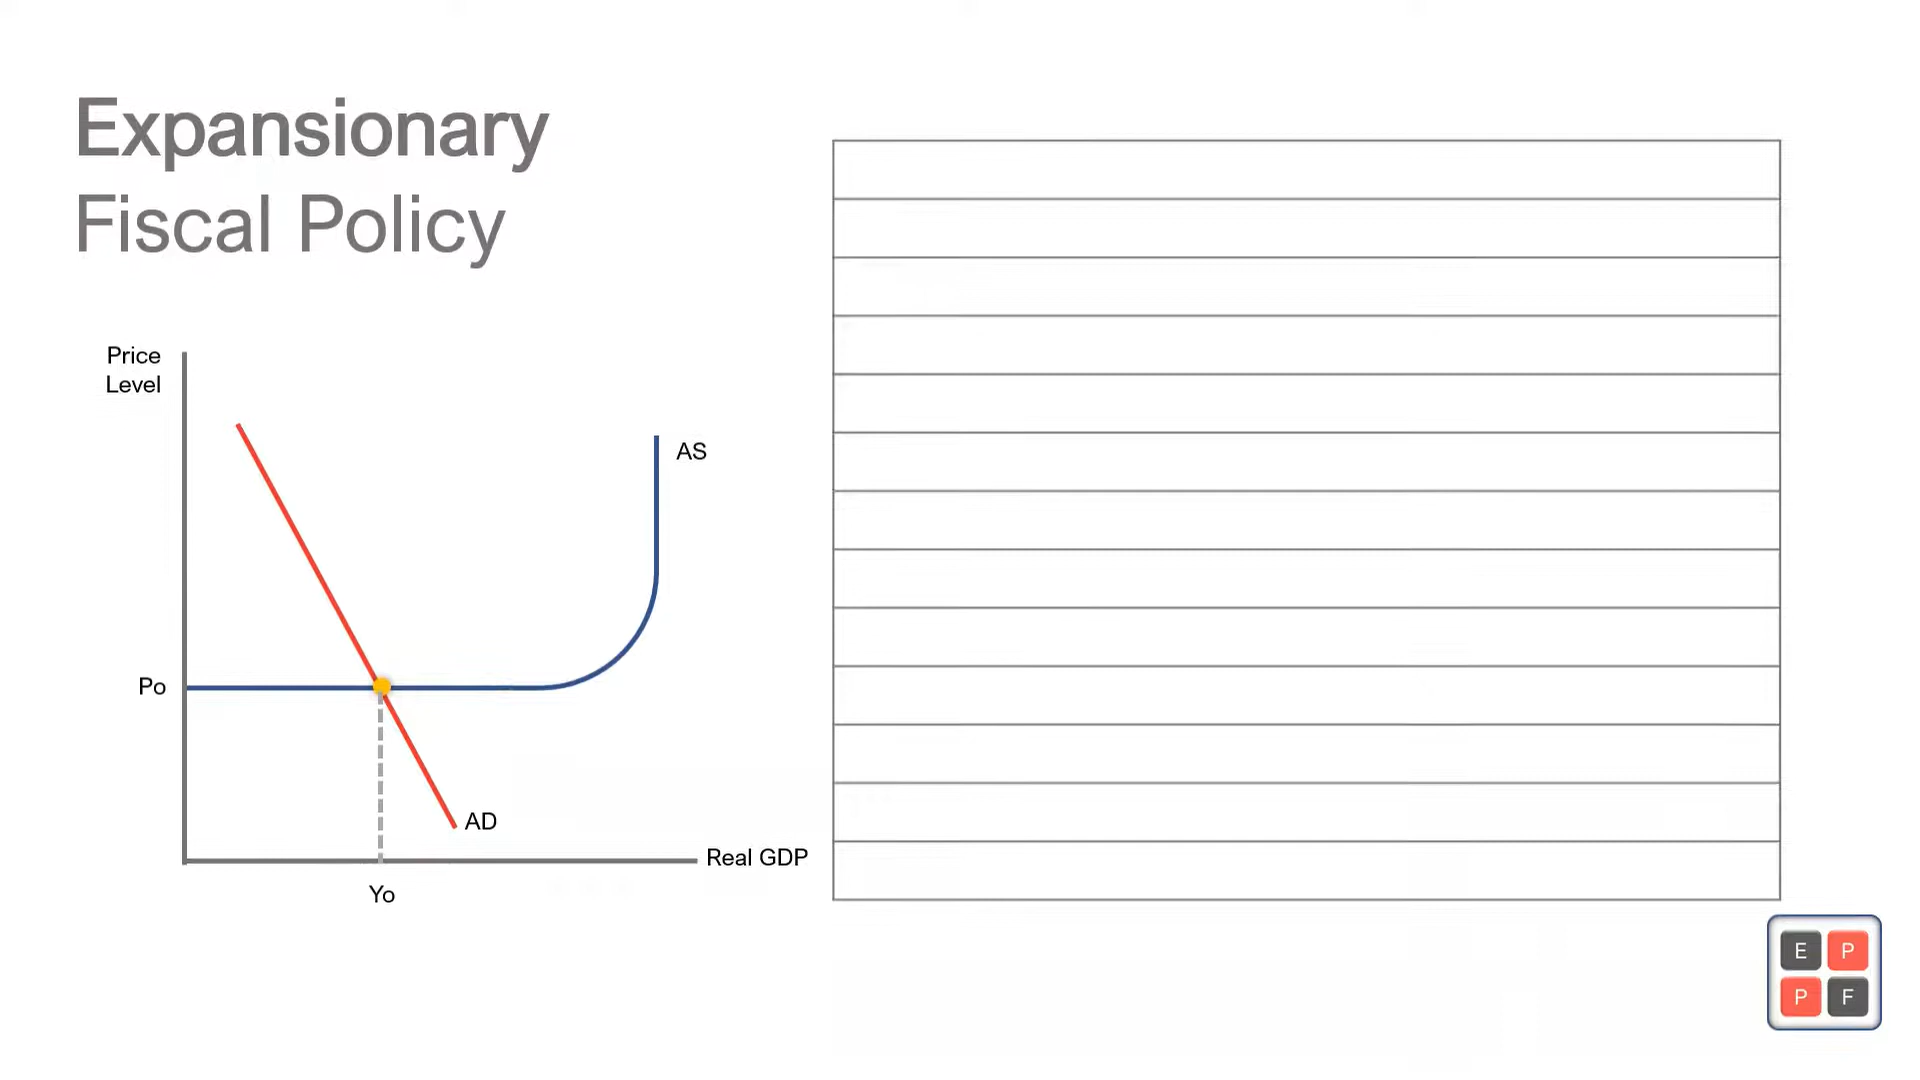 Expansionary
Fiscal Policy
Price
Level
AS
Po
AD
Real GDP
Yo
E P
P F